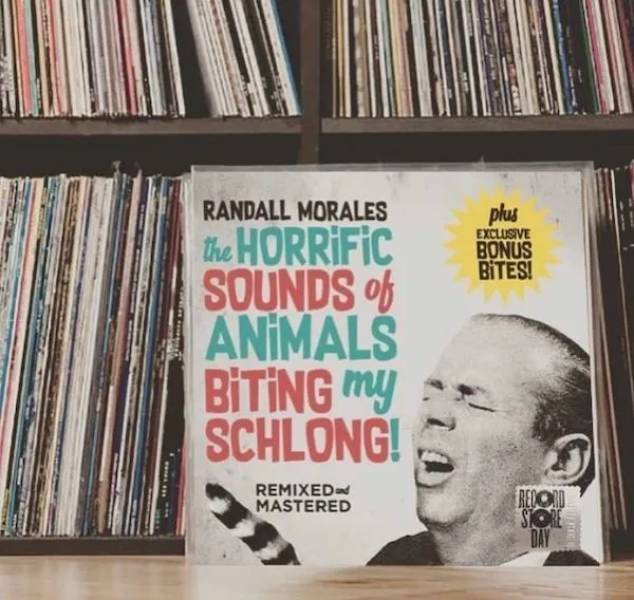 RANDALL MORALES
the HORRiFiC
SOUNDS of
ANiMALS
BiTiNG my
SCHLONG!
REMIXED and
MASTERED
plus
EXCLUSIVE
BONUS
BiTES!
RECORD
STORE
DAY